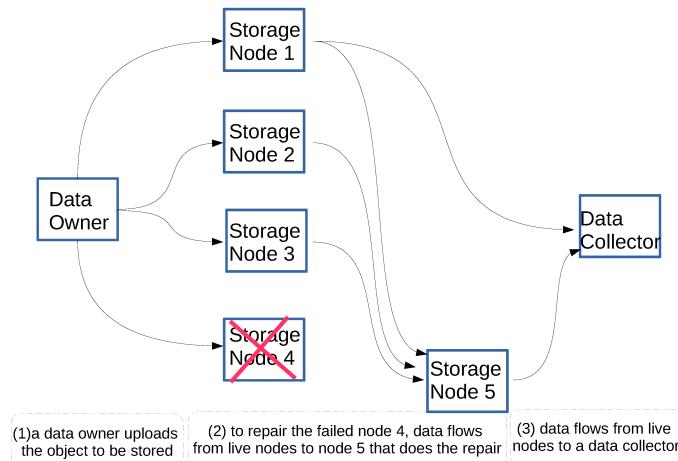 Storage
Node 1
Storage
Node 2
Data
Owner
Storage
Node 3
Data
Collector
Storage
Node 4
Storage
Node 5
(1)a data owner uploads
the object to be stored
(2) to repair the failed node 4, data flows
from live nodes to node 5 that does the repair
(3) data flows from live
nodes to a data collector